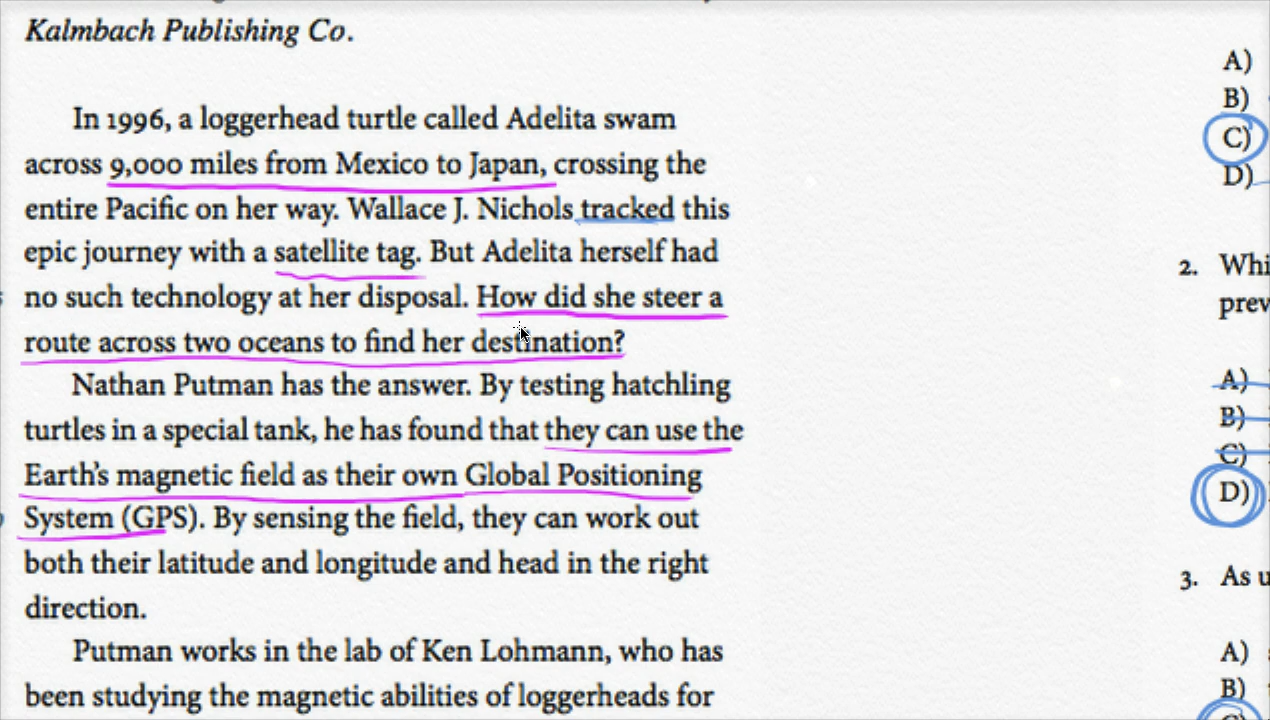 Kalmbach Publishing Co.
In 1996, a loggerhead turtle called Adelita swam
across 9,000 miles from Mexico to Japan, crossing the
entire Pacific on her way. Wallace J. Nichols tracked this
epic journey with a satellite tag. But Adelita herself had
no such technology at her disposal. How did she steer a
route across two oceans to find her destination?
Nathan Putman has the answer. By testing hatchling
turtles in a special tank, he has found that they can use the
Earth's magnetic field as their own Global Positioning
System (GPS). By sensing the field, they can work out
both their latitude and longitude and head in the right
direction.
Putman works in the lab of Ken Lohmann, who has
been studying the magnetic abilities of loggerheads for
A)
B)
C)
D)
2.
A)
B)
C)
D)
3. As
A)
B)